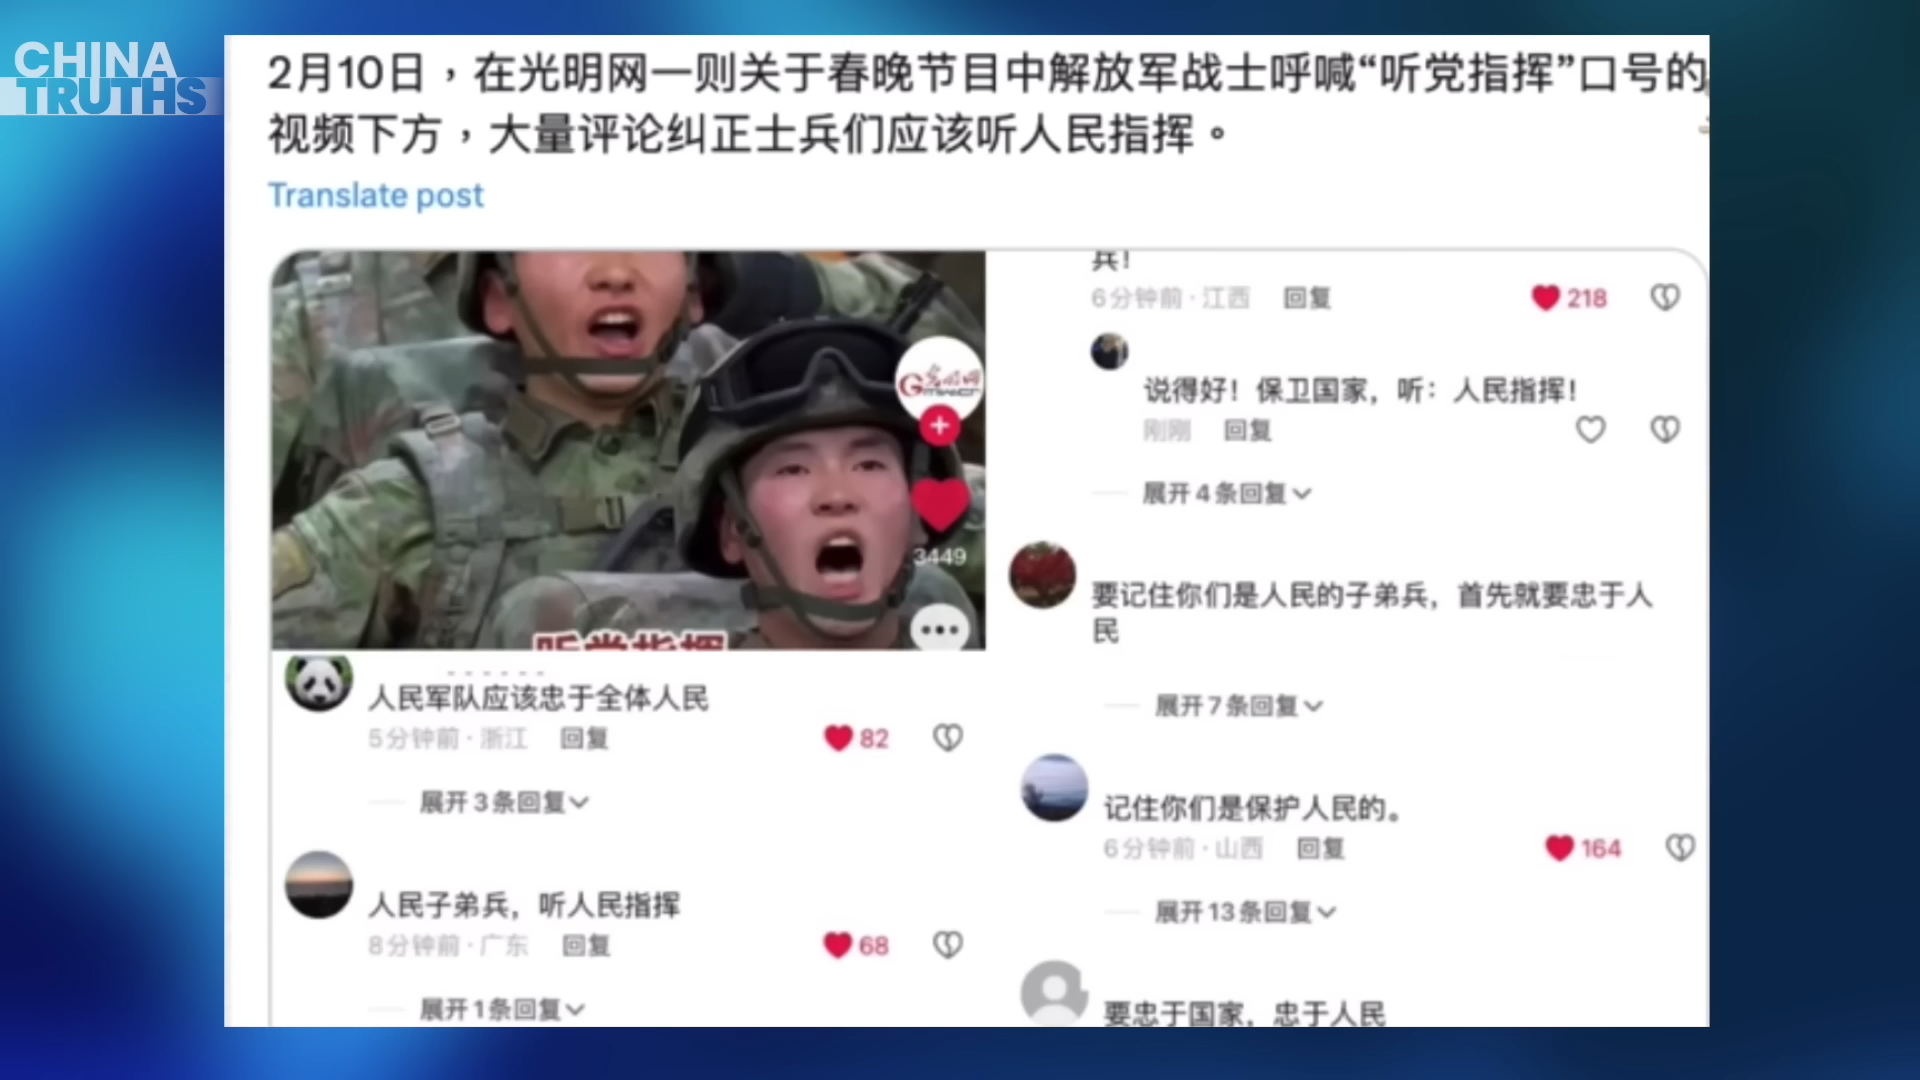 CHINA
TRUTHS
2月10日，在光明网一则关于春晚节目中解放军战士呼喊“听党指挥”口号的
视频下方，大量评论纠正士兵们应该听人民指挥。
Translate post
光明网
Gmw.cn
3449
听党指挥
人民军队应该忠于全体人民
5分钟前·浙江 回复 82
展开3条回复
人民子弟兵，听人民指挥
8分钟前·广东 回复 68
展开1条回复
兵！
6分钟前·江西 回复 218
说得好！保卫国家，听：人民指挥！
刚刚 回复
展开4条回复
要记住你们是人民的子弟兵，首先就要忠于人
民
展开7条回复
记住你们是保护人民的。
6分钟前·山西 回复 164
展开13条回复
要忠于国家，忠于人民